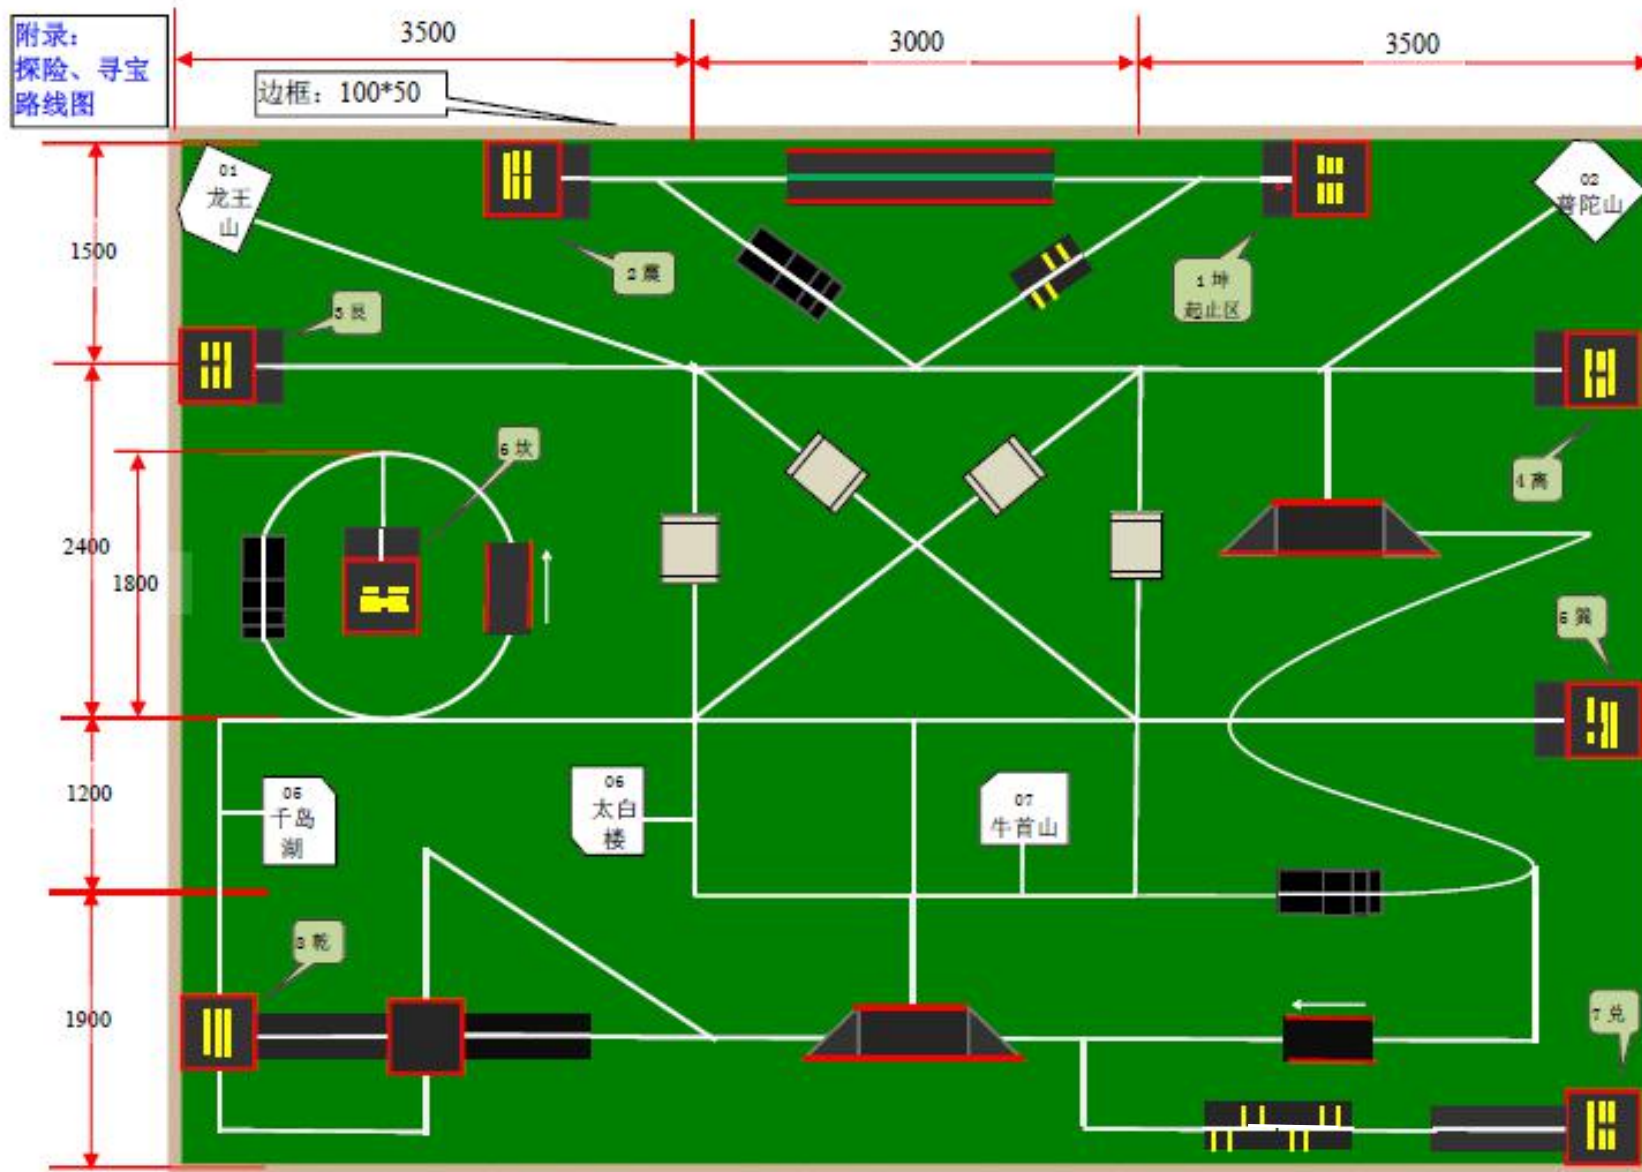 附录:
探险、寻宝
路线图
3500
3000
3500
边框：100*50
01
龙王
山
02
普陀山
1500
2 震
1 坤
起止区
3 艮
6 坎
4 离
2400
1800
5 巽
1200
05
千岛
湖
06
太白
楼
07
牛首山
8 乾
1900
7 兑